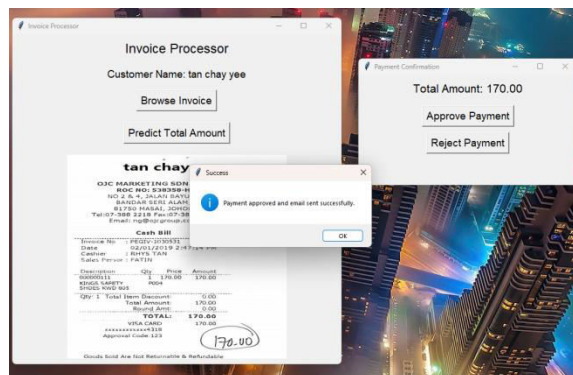 Invoice Processor
Invoice Processor
Customer Name: tan chay yee
Browse Invoice
Predict Total Amount
tan chay
OJC MARKETING SDN
ROC NO: 538358-H
NO 2 & 4, JALAN BAYU
BANDAR SERI ALAM
81750 MASAI, JOHO
Tel:07-388 2218 Fax:07-38
Email: ng@ojcgroup.c
Cash Bill
Invoice No : PEGIV-1030531
Date : 02/01/2019 2:47:14 PM
Cashier : RHYS TAN
Sales Person : FATIN
Description Qty Price Amount
000000111 1 170.00 170.00
KINGS SAFETY P004
SHOES KWD 805
Qty: 1 Total Item Discount: 0.00
Total Amount: 170.00
Round Amt: 0.00
TOTAL: 170.00
VISA CARD: 170.00
xxxxxxxxxxxx4318
Approval Code:123
170.00
Goods Sold Are Not Returnable & Refundable
Payment Confirmation
Total Amount: 170.00
Approve Payment
Reject Payment
Success
Payment approved and email sent successfully.
OK